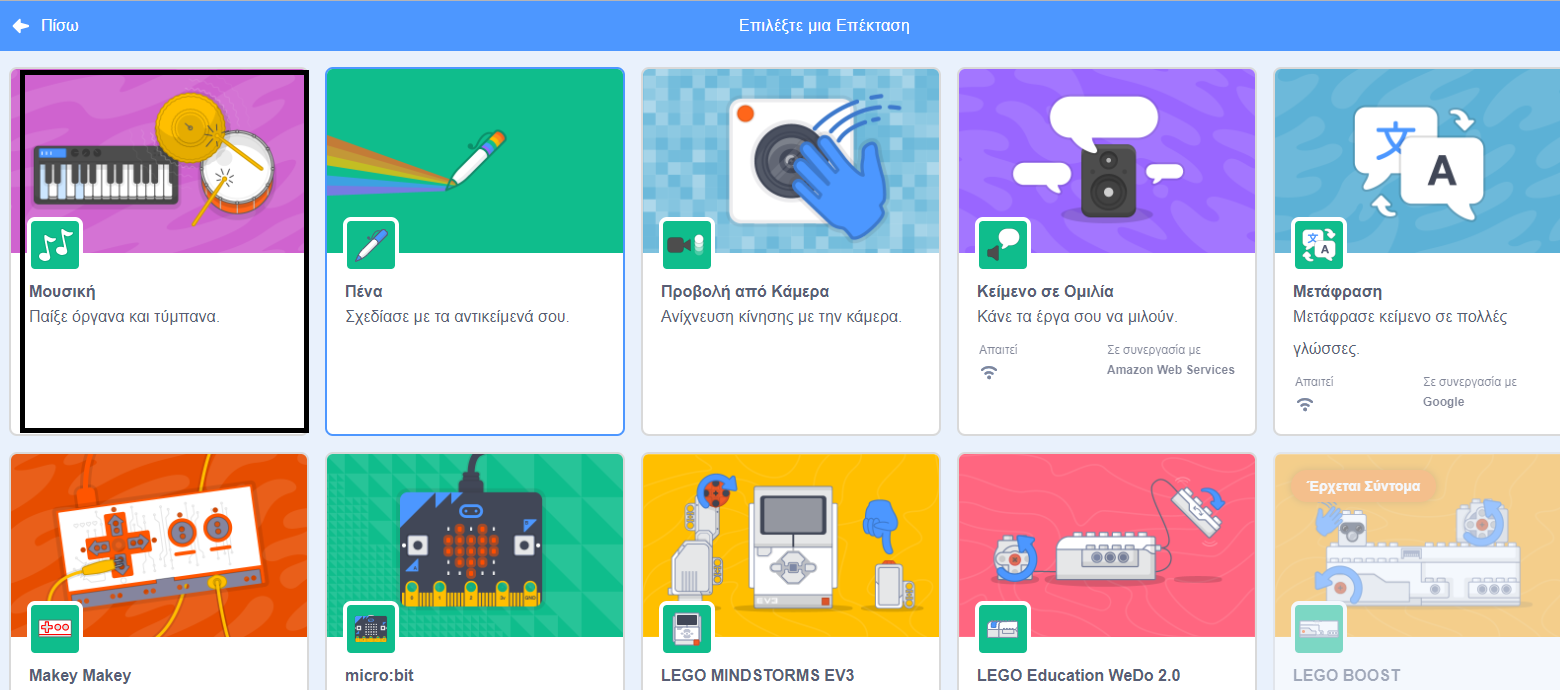 Πίσω
Επιλέξτε μια Επέκταση
Μουσική
Παίξε όργανα και τύμπανα.
Πένα
Σχεδίασε με τα αντικείμενά σου.
Προβολή από Κάμερα
Ανίχνευση κίνησης με την κάμερα.
Κείμενο σε Ομιλία
Κάνε τα έργα σου να μιλούν.
Απαιτεί
Σε συνεργασία με
Amazon Web Services
文
A
文
A
Μετάφραση
Μετάφρασε κείμενο σε πολλές
γλώσσες.
Απαιτεί
Σε συνεργασία με
Google
Makey Makey
micro:bit
EV3
LEGO MINDSTORMS EV3
LEGO Education WeDo 2.0
Έρχεται Σύντομα
LEGO BOOST